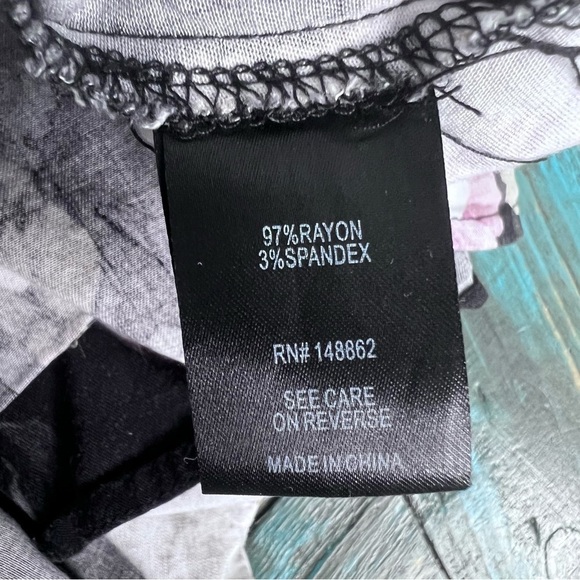 97%RAYON
3%SPANDEX
RN# 148862
SEE CARE
ON REVERSE
MADE IN CHINA